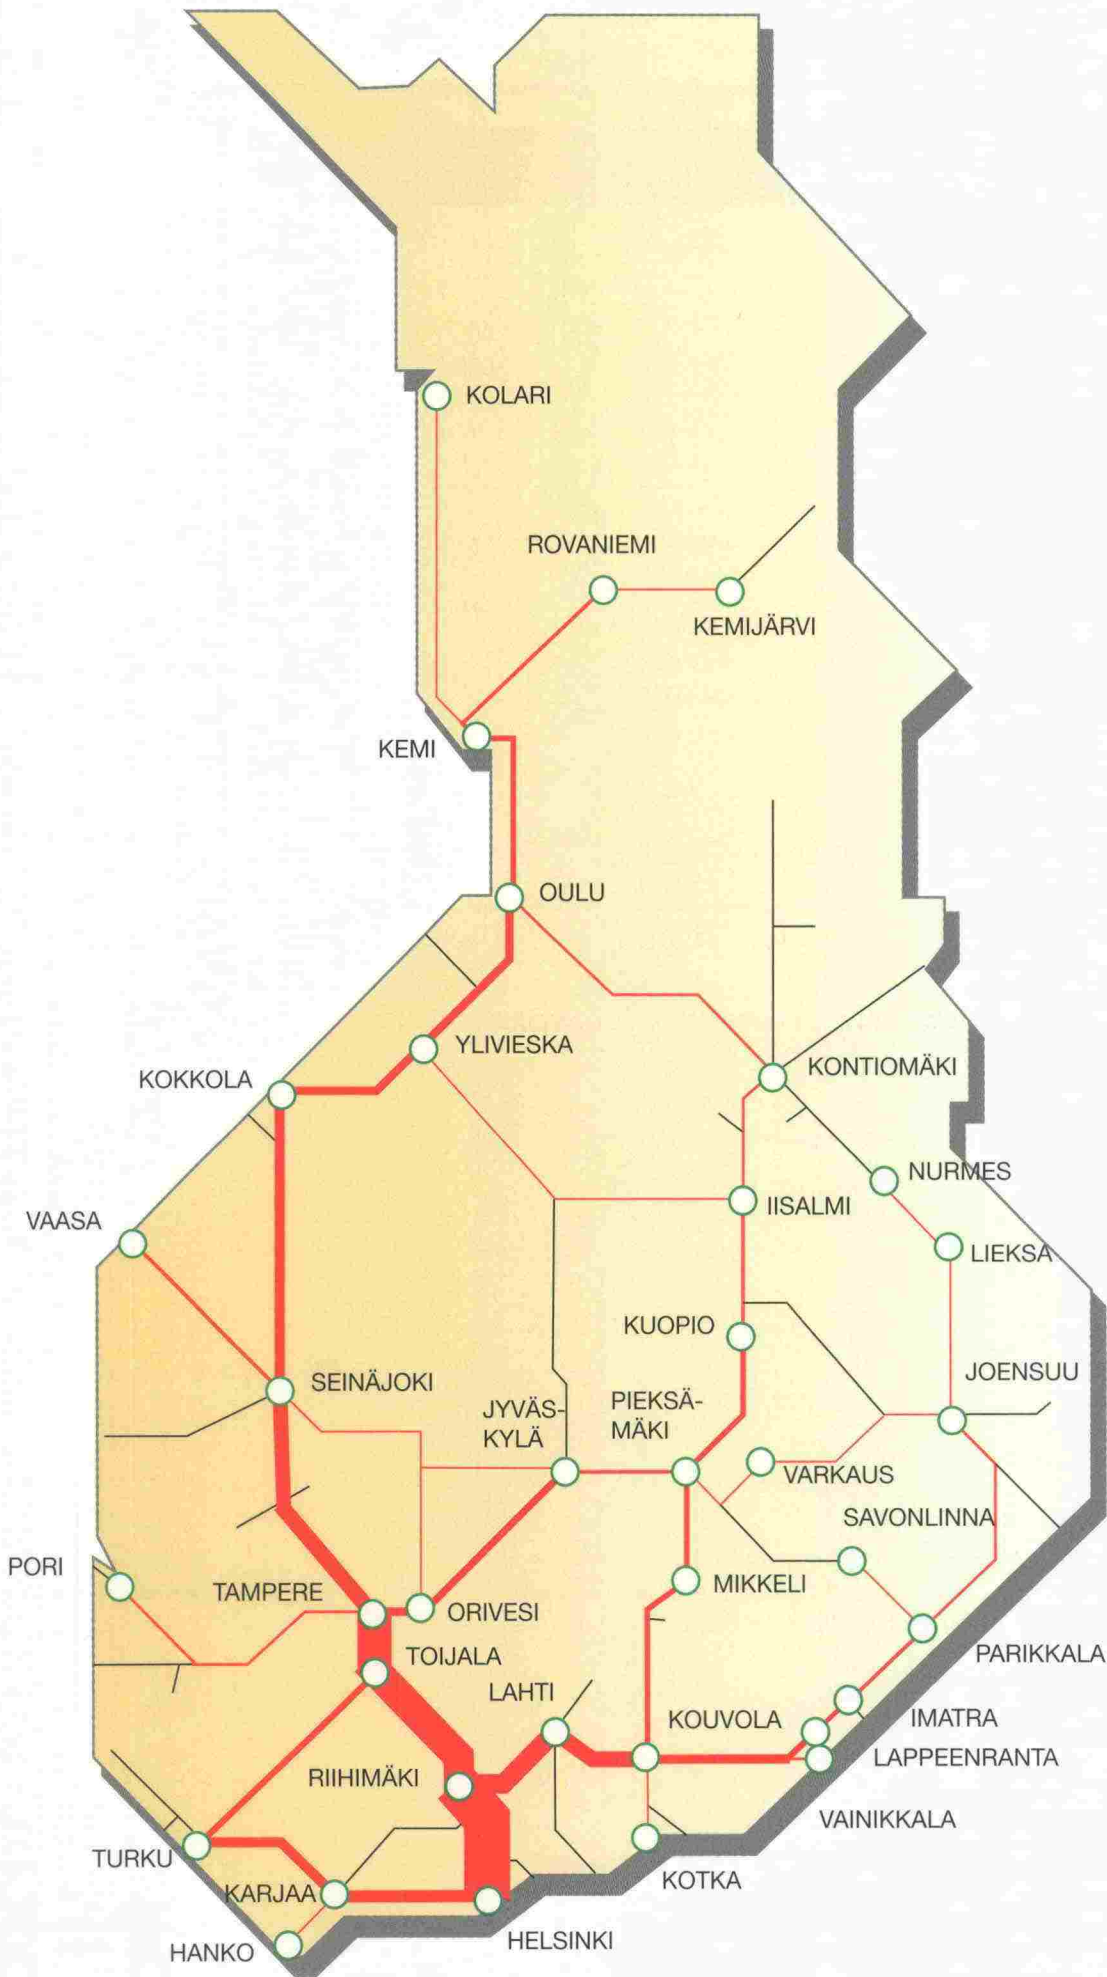 KOLARI
ROVANIEMI
KEMIJÄRVI
KEMI
OULU
YLIVIESKA
KONTIOMÄKI
KOKKOLA
NURMES
IISALMI
VAASA
LIEKSA
KUOPIO
JOENSUU
SEINÄJOKI
JYVÄS-
KYLÄ
PIEKSÄ-
MÄKI
VARKAUS
SAVONLINNA
PORI
TAMPERE
ORIVESI
MIKKELI
TOIJALA
PARIKKALA
LAHTI
KOUVOLA
IMATRA
LAPPEENRANTA
RIIHIMÄKI
VAINIKKALA
TURKU
KOTKA
KARJAA
HELSINKI
HANKO